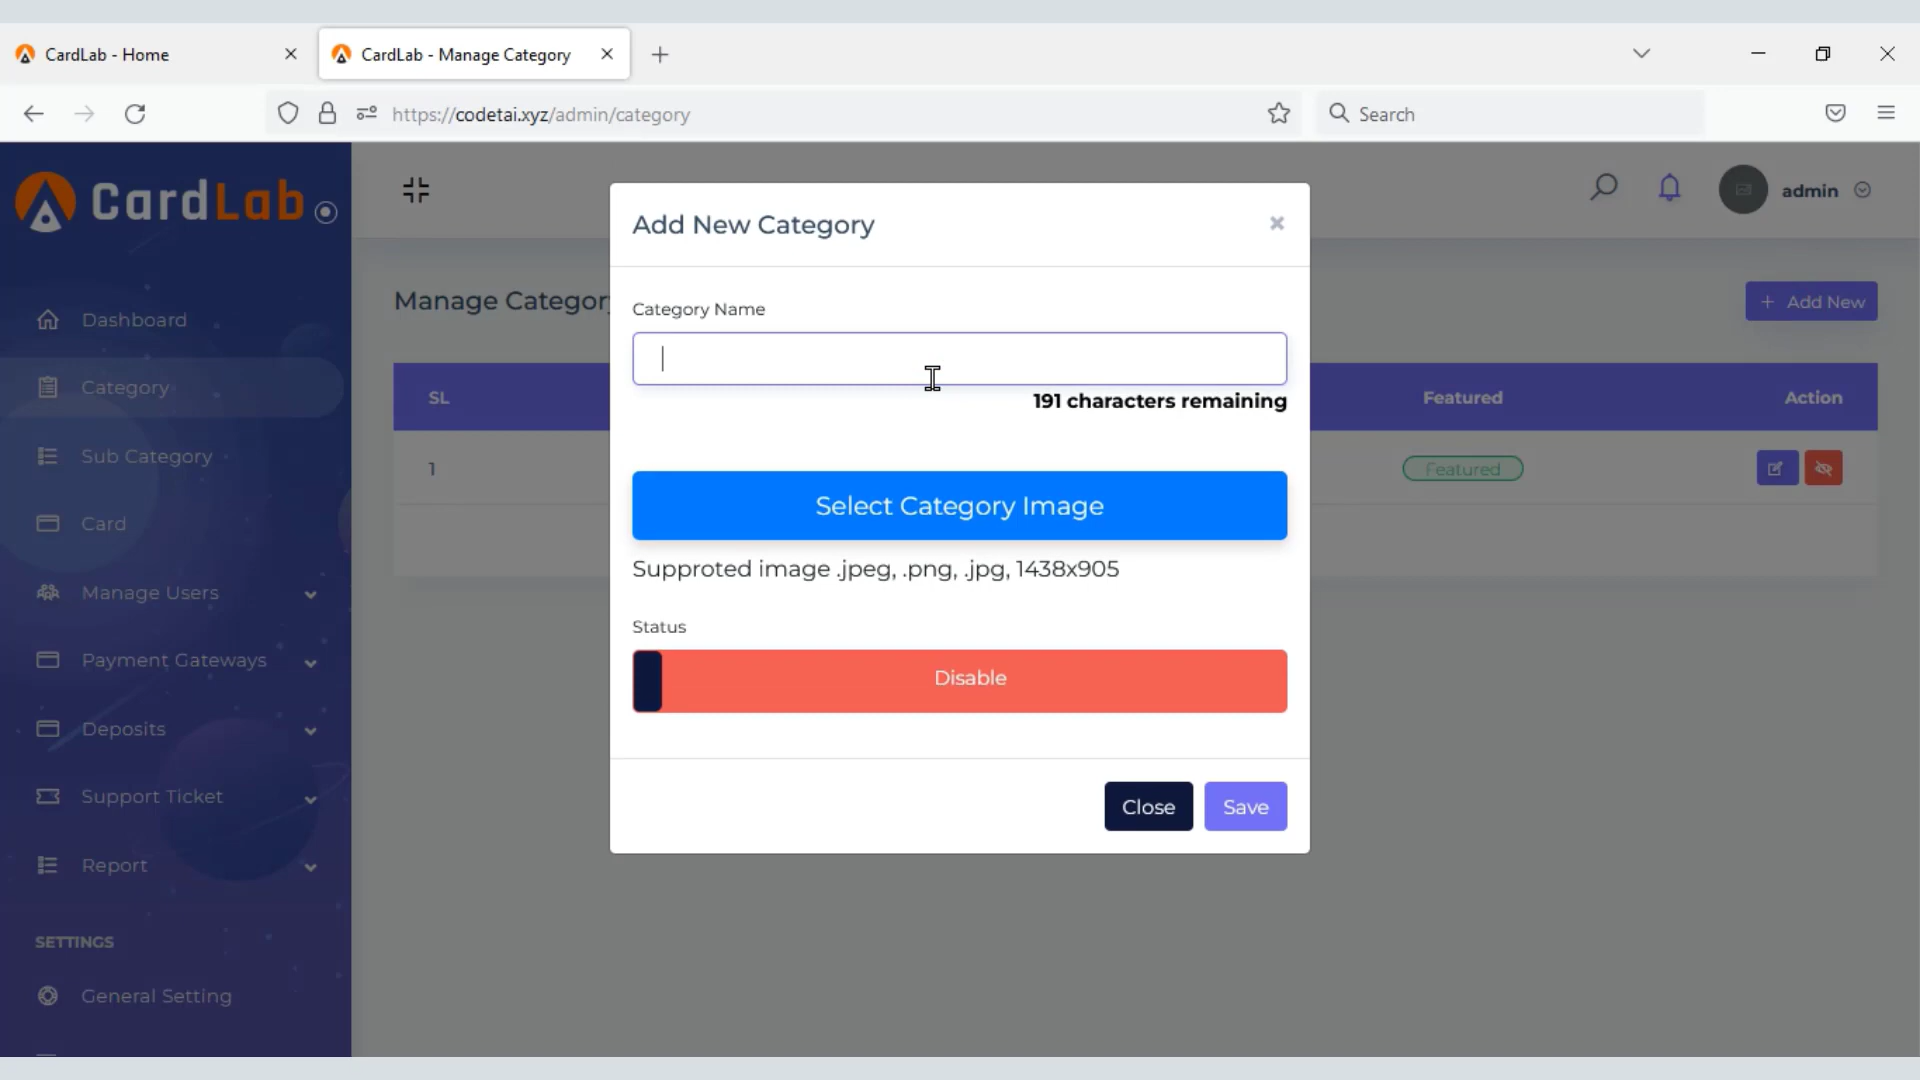 CardLab - Home
CardLab - Manage Category
https://codetai.xyz/admin/category
Search
CardLab
admin
Dashboard
Category
Sub Category
Card
Manage Users
Payment Gateways
Deposits
Support Ticket
Report
SETTINGS
General Setting
Manage Category
+ Add New
SL
Featured
Action
1
Featured
Add New Category
×
Category Name
191 characters remaining
Select Category Image
Supproted image .jpeg, .png, .jpg, 1438x905
Status
Disable
Close
Save